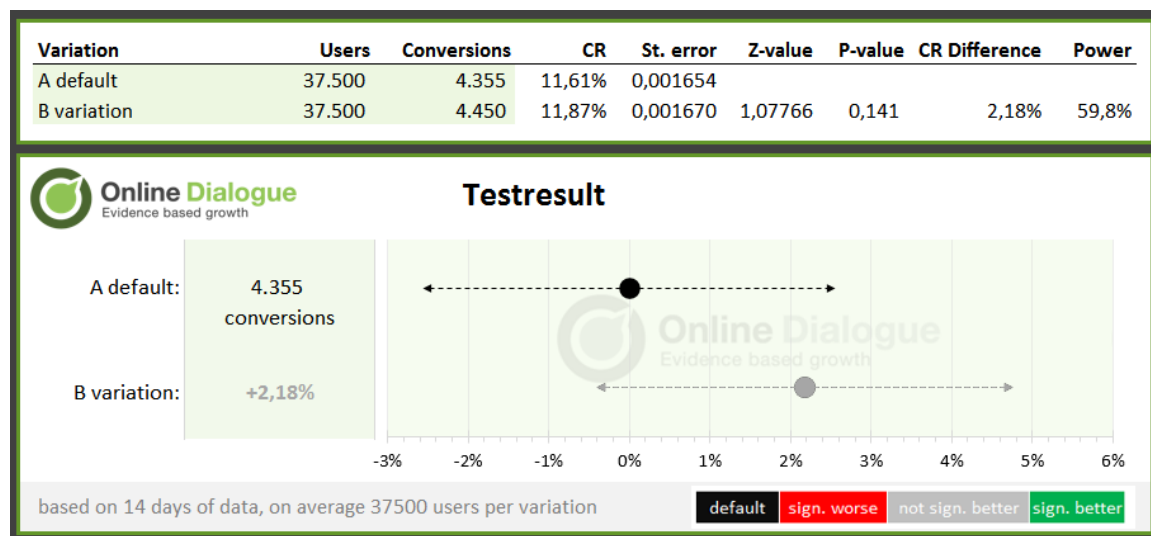 Variation Users Conversions CR St. error Z-value P-value CR Difference Power
A default 37.500 4.355 11,61% 0,001654
B variation 37.500 4.450 11,87% 0,001670 1,07766 0,141 2,18% 59,8%
Online Dialogue
Evidence based growth
Testresult
A default: 4.355
conversions
Online Dialogue
Evidence based growth
B variation: +2,18%
-3% -2% -1% 0% 1% 2% 3% 4% 5% 6%
based on 14 days of data, on average 37500 users per variation
default sign. worse not sign. better sign. better